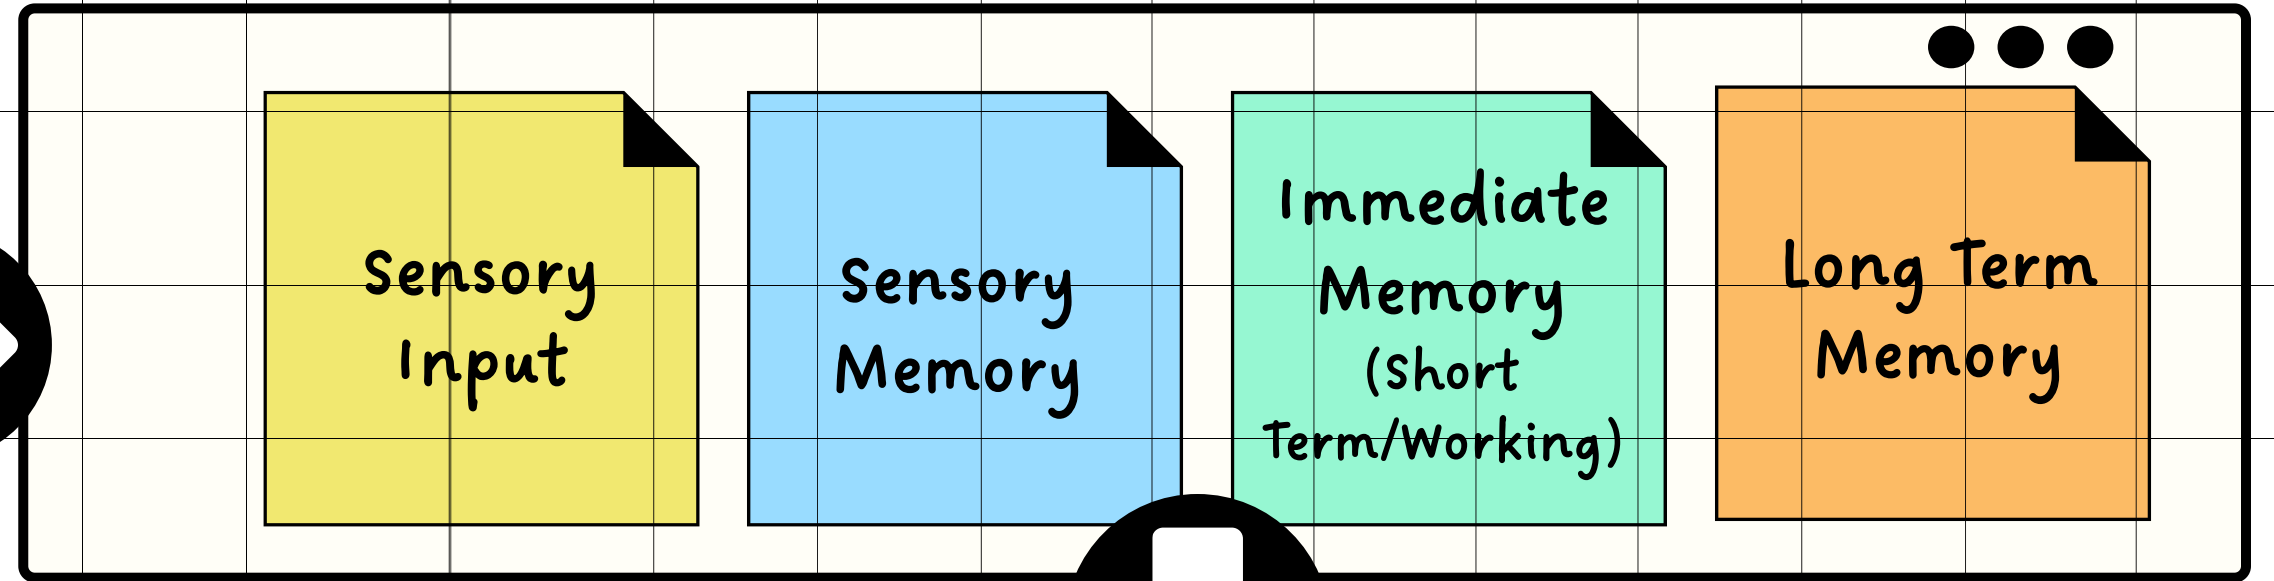 Sensory
Input
Sensory
Memory
Immediate
Memory
(Short
Term/Working)
Long Term
Memory